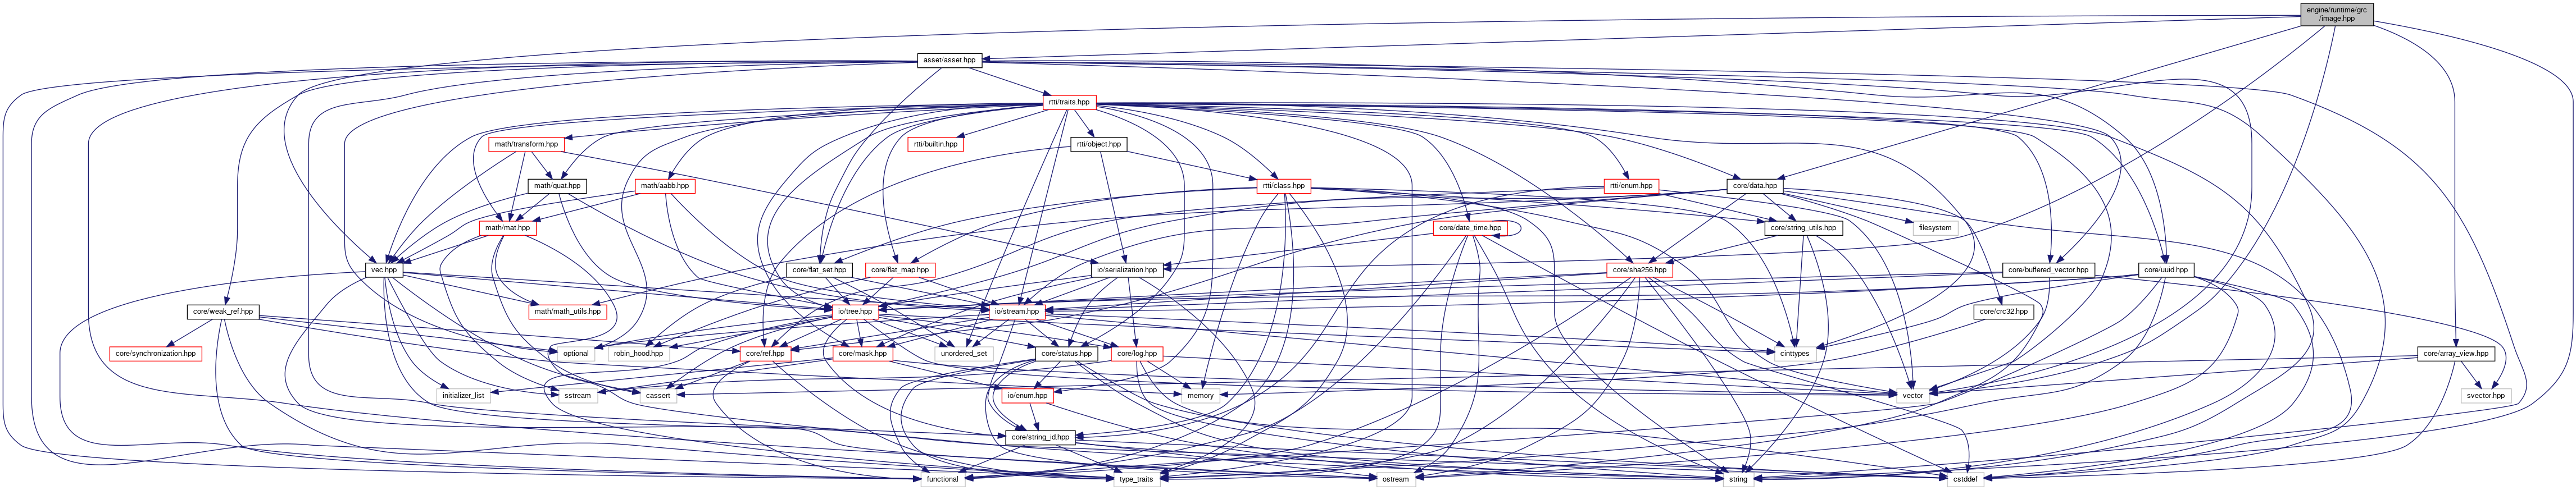 engine/runtime/grc
/image.hpp
asset/asset.hpp
rtti/traits.hpp
math/transform.hpp
rtti/builtin.hpp
rtti/object.hpp
math/quat.hpp
math/aabb.hpp
rtti/class.hpp
rtti/enum.hpp
core/data.hpp
math/mat.hpp
core/date_time.hpp
core/string_utils.hpp
filesystem
vec.hpp
core/flat_set.hpp
core/flat_map.hpp
io/serialization.hpp
core/sha256.hpp
core/buffered_vector.hpp
core/uuid.hpp
core/weak_ref.hpp
math/math_utils.hpp
io/tree.hpp
io/stream.hpp
core/crc32.hpp
core/synchronization.hpp
optional
robin_hood.hpp
core/ref.hpp
core/mask.hpp
unordered_set
core/status.hpp
core/log.hpp
cinttypes
core/array_view.hpp
initializer_list
sstream
cassert
io/enum.hpp
memory
vector
svector.hpp
core/string_id.hpp
functional
type_traits
ostream
string
cstddef